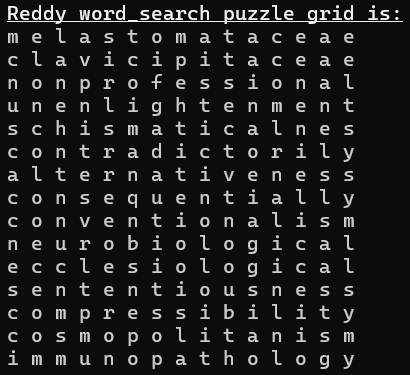 Reddy word_search puzzle grid is:
m e l a s t o m a t a c e a e
c l a v i c i p i t a c e a e
n o n p r o f e s s i o n a l
u n e n l i g h t e n m e n t
s c h i s m a t i c a l n e s
c o n t r a d i c t o r i l y
a l t e r n a t i v e n e s s
c o n s e q u e n t i a l l y
c o n v e n t i o n a l i s m
n e u r o b i o l o g i c a l
e c c l e s i o l o g i c a l
s e n t e n t i o u s n e s s
c o m p r e s s i b i l i t y
c o s m o p o l i t a n i s m
i m m u n o p a t h o l o g y